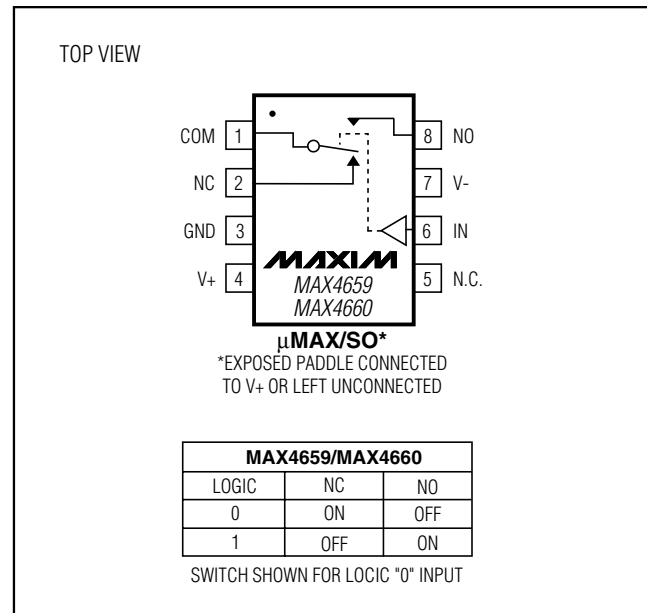 TOP VIEW
COM 1
8 NO
NC 2
7 V-
GND 3
6 IN
V+ 4
5 N.C.
MAXIM
MAX4659
MAX4660
µMAX/SO*
*EXPOSED PADDLE CONNECTED
TO V+ OR LEFT UNCONNECTED
MAX4659/MAX4660
LOGIC NC NO
0 ON OFF
1 OFF ON
SWITCH SHOWN FOR LOCIC "0" INPUT